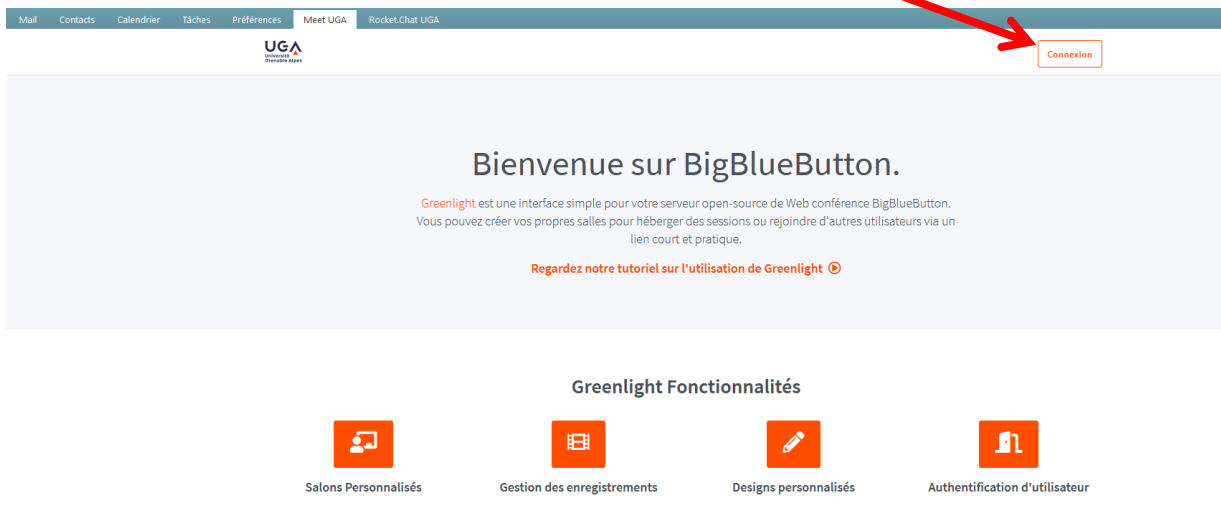 Mail Contacts Calendrier Tâches Préférences Meet UGA Rocket.Chat UGA
UGA
Université
Grenoble Alpes
Connexion
Bienvenue sur BigBlueButton.
Greenlight est une interface simple pour votre serveur open-source de Web conférence BigBlueButton.
Vous pouvez créer vos propres salles pour héberger des sessions ou rejoindre d'autres utilisateurs via un
lien court et pratique.
Regardez notre tutoriel sur l'utilisation de Greenlight
Greenlight Fonctionnalités
Salons Personnalisés Gestion des enregistrements Designs personnalisés Authentification d'utilisateur